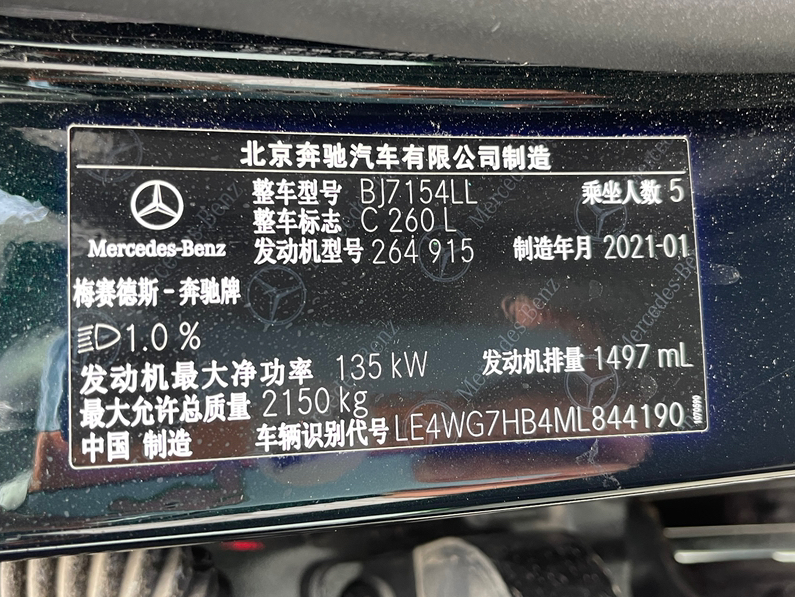 北京奔驰汽车有限公司制造
整车型号 BJ7154LL 乘坐人数 5
整车标志 C 260 L
Mercedes-Benz 发动机型号 264 915 制造年月 2021-01
梅赛德斯-奔驰牌
1.0 %
发动机最大净功率 135 kW 发动机排量 1497 mL
最大允许总质量 2150 kg
中国 制造 车辆识别代号 LE4WG7HB4ML844190